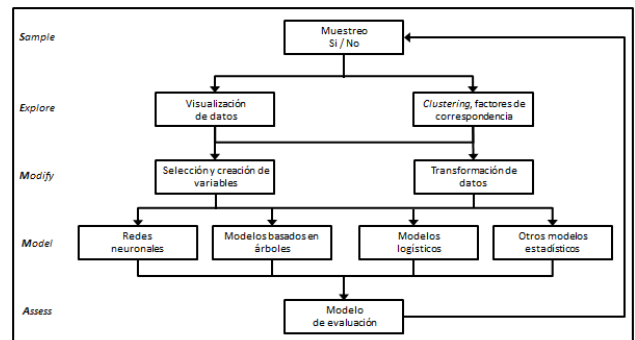 Sample
Muestreo
Si / No
Explore
Visualización
de datos
Clustering, factores de
correspondencia
Modify
Selección y creación de
variables
Transformación de
datos
Model
Redes
neuronales
Modelos basados en
árboles
Modelos
logísticos
Otros modelos
estadísticos
Assess
Modelo
de evaluación